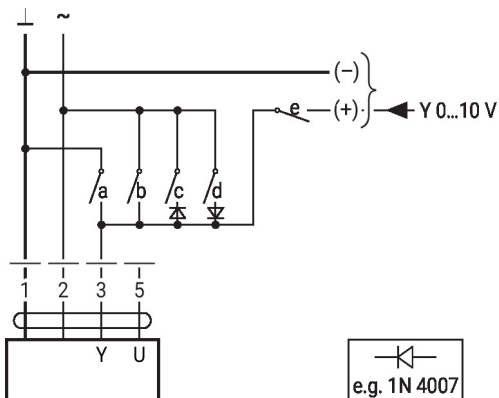 ⊥ ~
(−)
e (+) Y 0...10 V
a b c d
1 2 3 5
Y U
e.g. 1N 4007